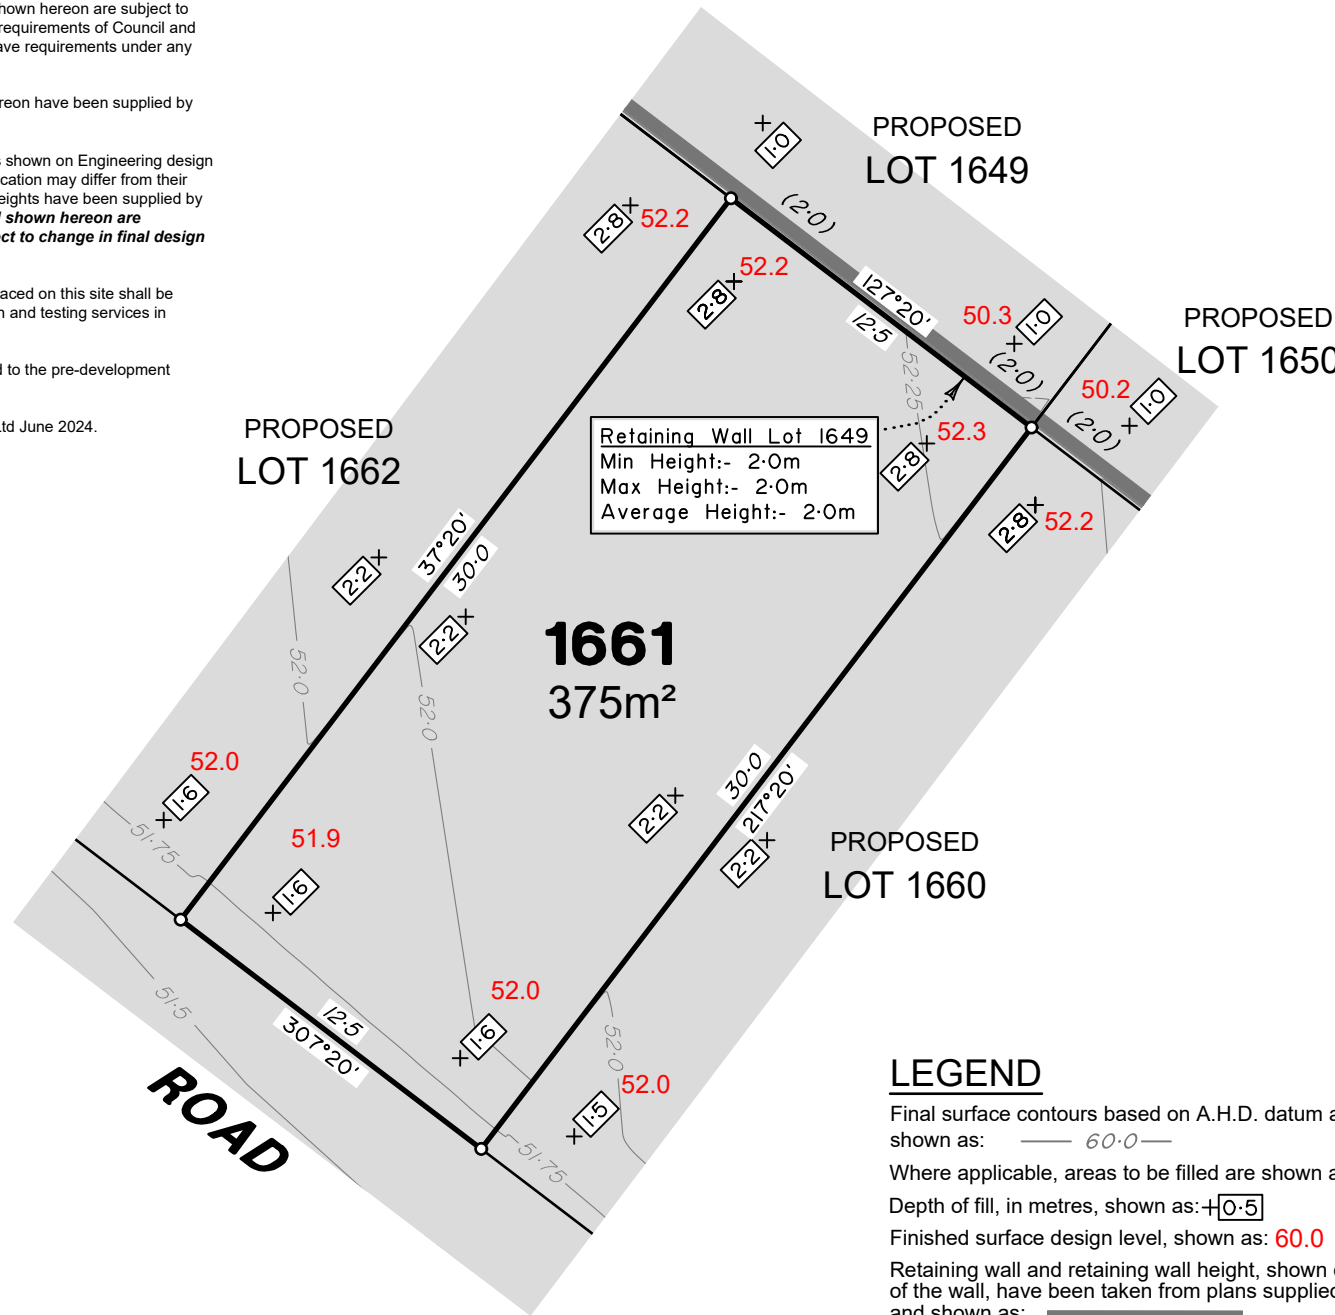 hown hereon are subject to
requirements of Council and
ave requirements under any
ereon have been supplied by
s shown on Engineering design
cation may differ from their
eights have been supplied by
l shown hereon are
ect to change in final design
aced on this site shall be
n and testing services in
d to the pre-development
td June 2024.
PROPOSED
LOT 1649
1·0
(2·0)
2·8
52.2
52.2
2·8
127°20'
12·5
50.3
1·0
(2·0)
PROPOSED
LOT 1650
50.2
1·0
(2·0)
52·25
52.3
2·8
2·8
52.2
PROPOSED
LOT 1662
Retaining Wall Lot 1649
Min Height:- 2·0m
Max Height:- 2·0m
Average Height:- 2·0m
37°20'
30·0
2·2
2·2
1661
375m²
52·0
52·0
52.0
1·6
30·0
217°20'
2·2
2·2
PROPOSED
LOT 1660
51·75
51.9
1·6
51·5
12·5
307°20'
52.0
1·6
52·0
52.0
1·5
51·75
ROAD
LEGEND
Final surface contours based on A.H.D. datum a
shown as: 60·0
Where applicable, areas to be filled are shown a
Depth of fill, in metres, shown as: +0·5
Finished surface design level, shown as: 60.0
Retaining wall and retaining wall height, shown
of the wall, have been taken from plans supplied
and shown as: